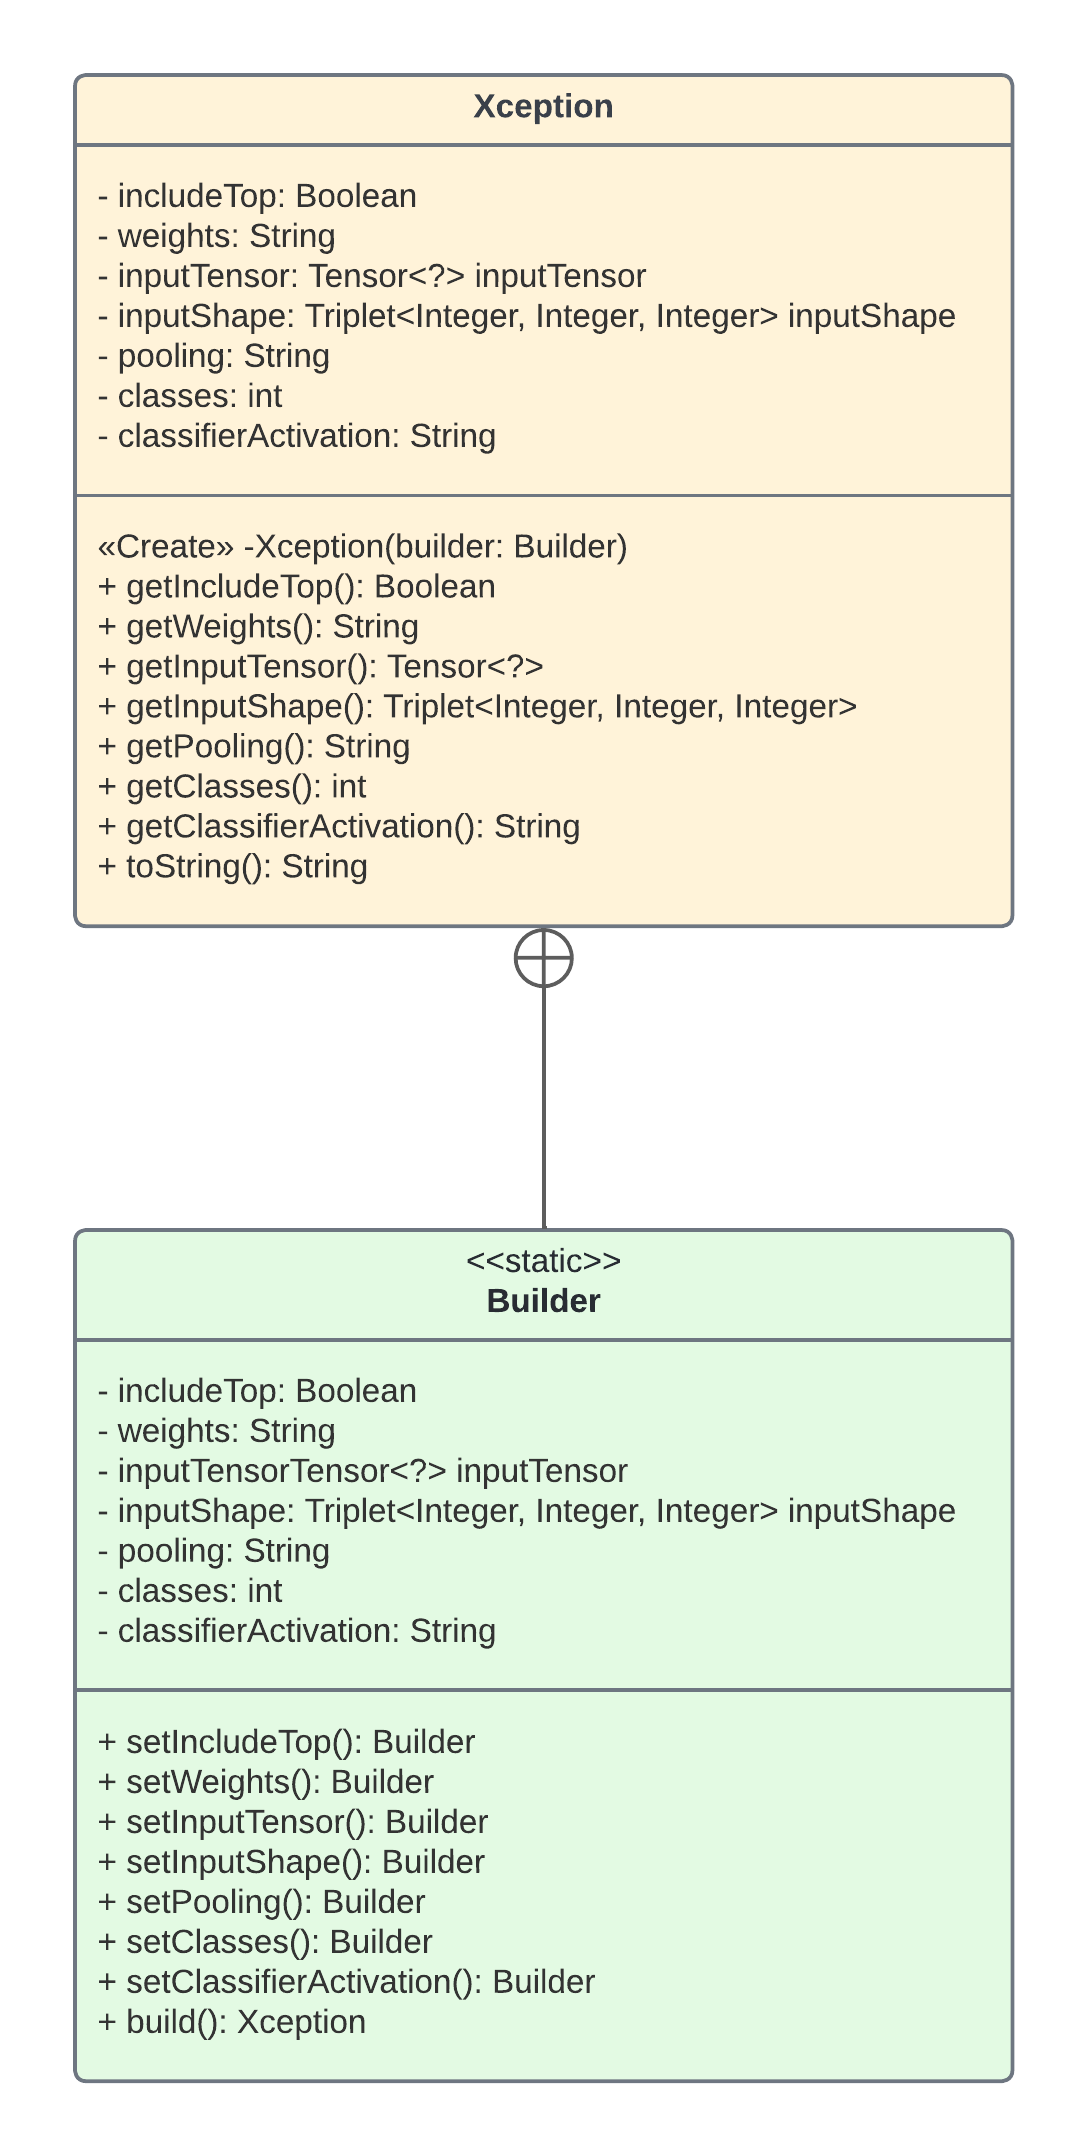 Xception
- includeTop: Boolean
- weights: String
- inputTensor: Tensor<?> inputTensor
- inputShape: Triplet<Integer, Integer, Integer> inputShape
- pooling: String
- classes: int
- classifierActivation: String
«Create» -Xception(builder: Builder)
+ getIncludeTop(): Boolean
+ getWeights(): String
+ getInputTensor(): Tensor<?>
+ getInputShape(): Triplet<Integer, Integer, Integer>
+ getPooling(): String
+ getClasses(): int
+ getClassifierActivation(): String
+ toString(): String
<<static>>
Builder
- includeTop: Boolean
- weights: String
- inputTensorTensor<?> inputTensor
- inputShape: Triplet<Integer, Integer, Integer> inputShape
- pooling: String
- classes: int
- classifierActivation: String
+ setIncludeTop(): Builder
+ setWeights(): Builder
+ setInputTensor(): Builder
+ setInputShape(): Builder
+ setPooling(): Builder
+ setClasses(): Builder
+ setClassifierActivation(): Builder
+ build(): Xception